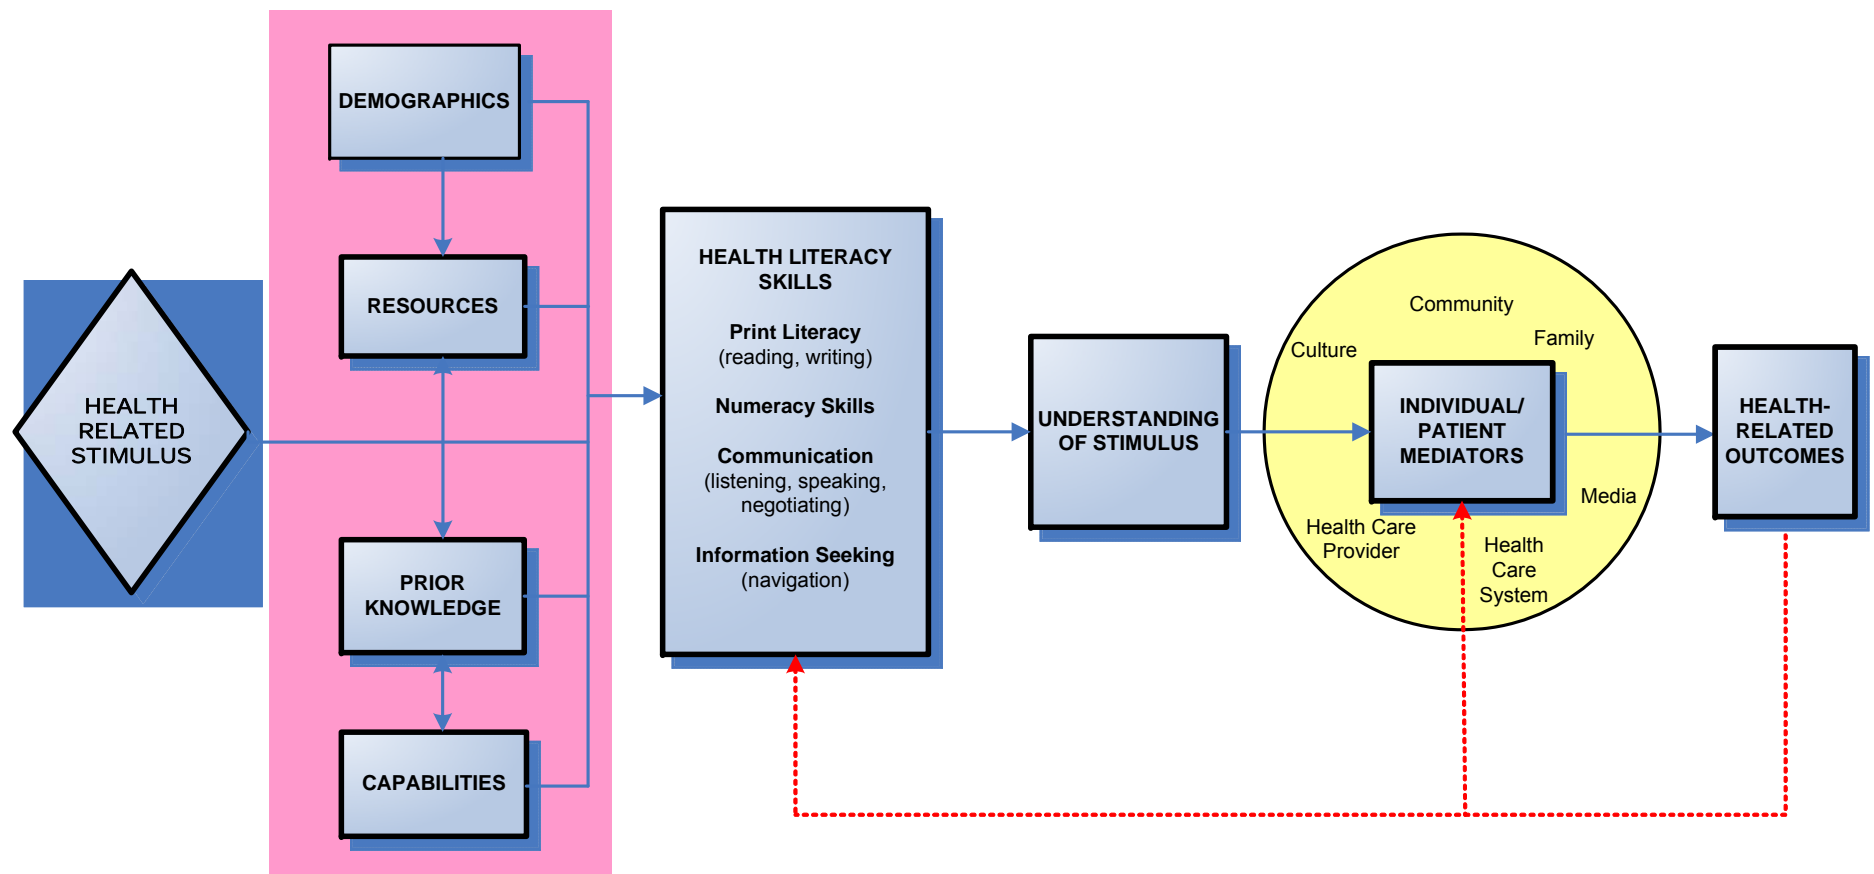 DEMOGRAPHICS
RESOURCES
HEALTH
RELATED
STIMULUS
PRIOR
KNOWLEDGE
CAPABILITIES
HEALTH LITERACY
SKILLS
Print Literacy
(reading, writing)
Numeracy Skills
Communication
(listening, speaking,
negotiating)
Information Seeking
(navigation)
UNDERSTANDING
OF STIMULUS
Community
Family
Culture
INDIVIDUAL/
PATIENT
MEDIATORS
Media
Health Care
Provider
Health
Care
System
HEALTH-
RELATED
OUTCOMES